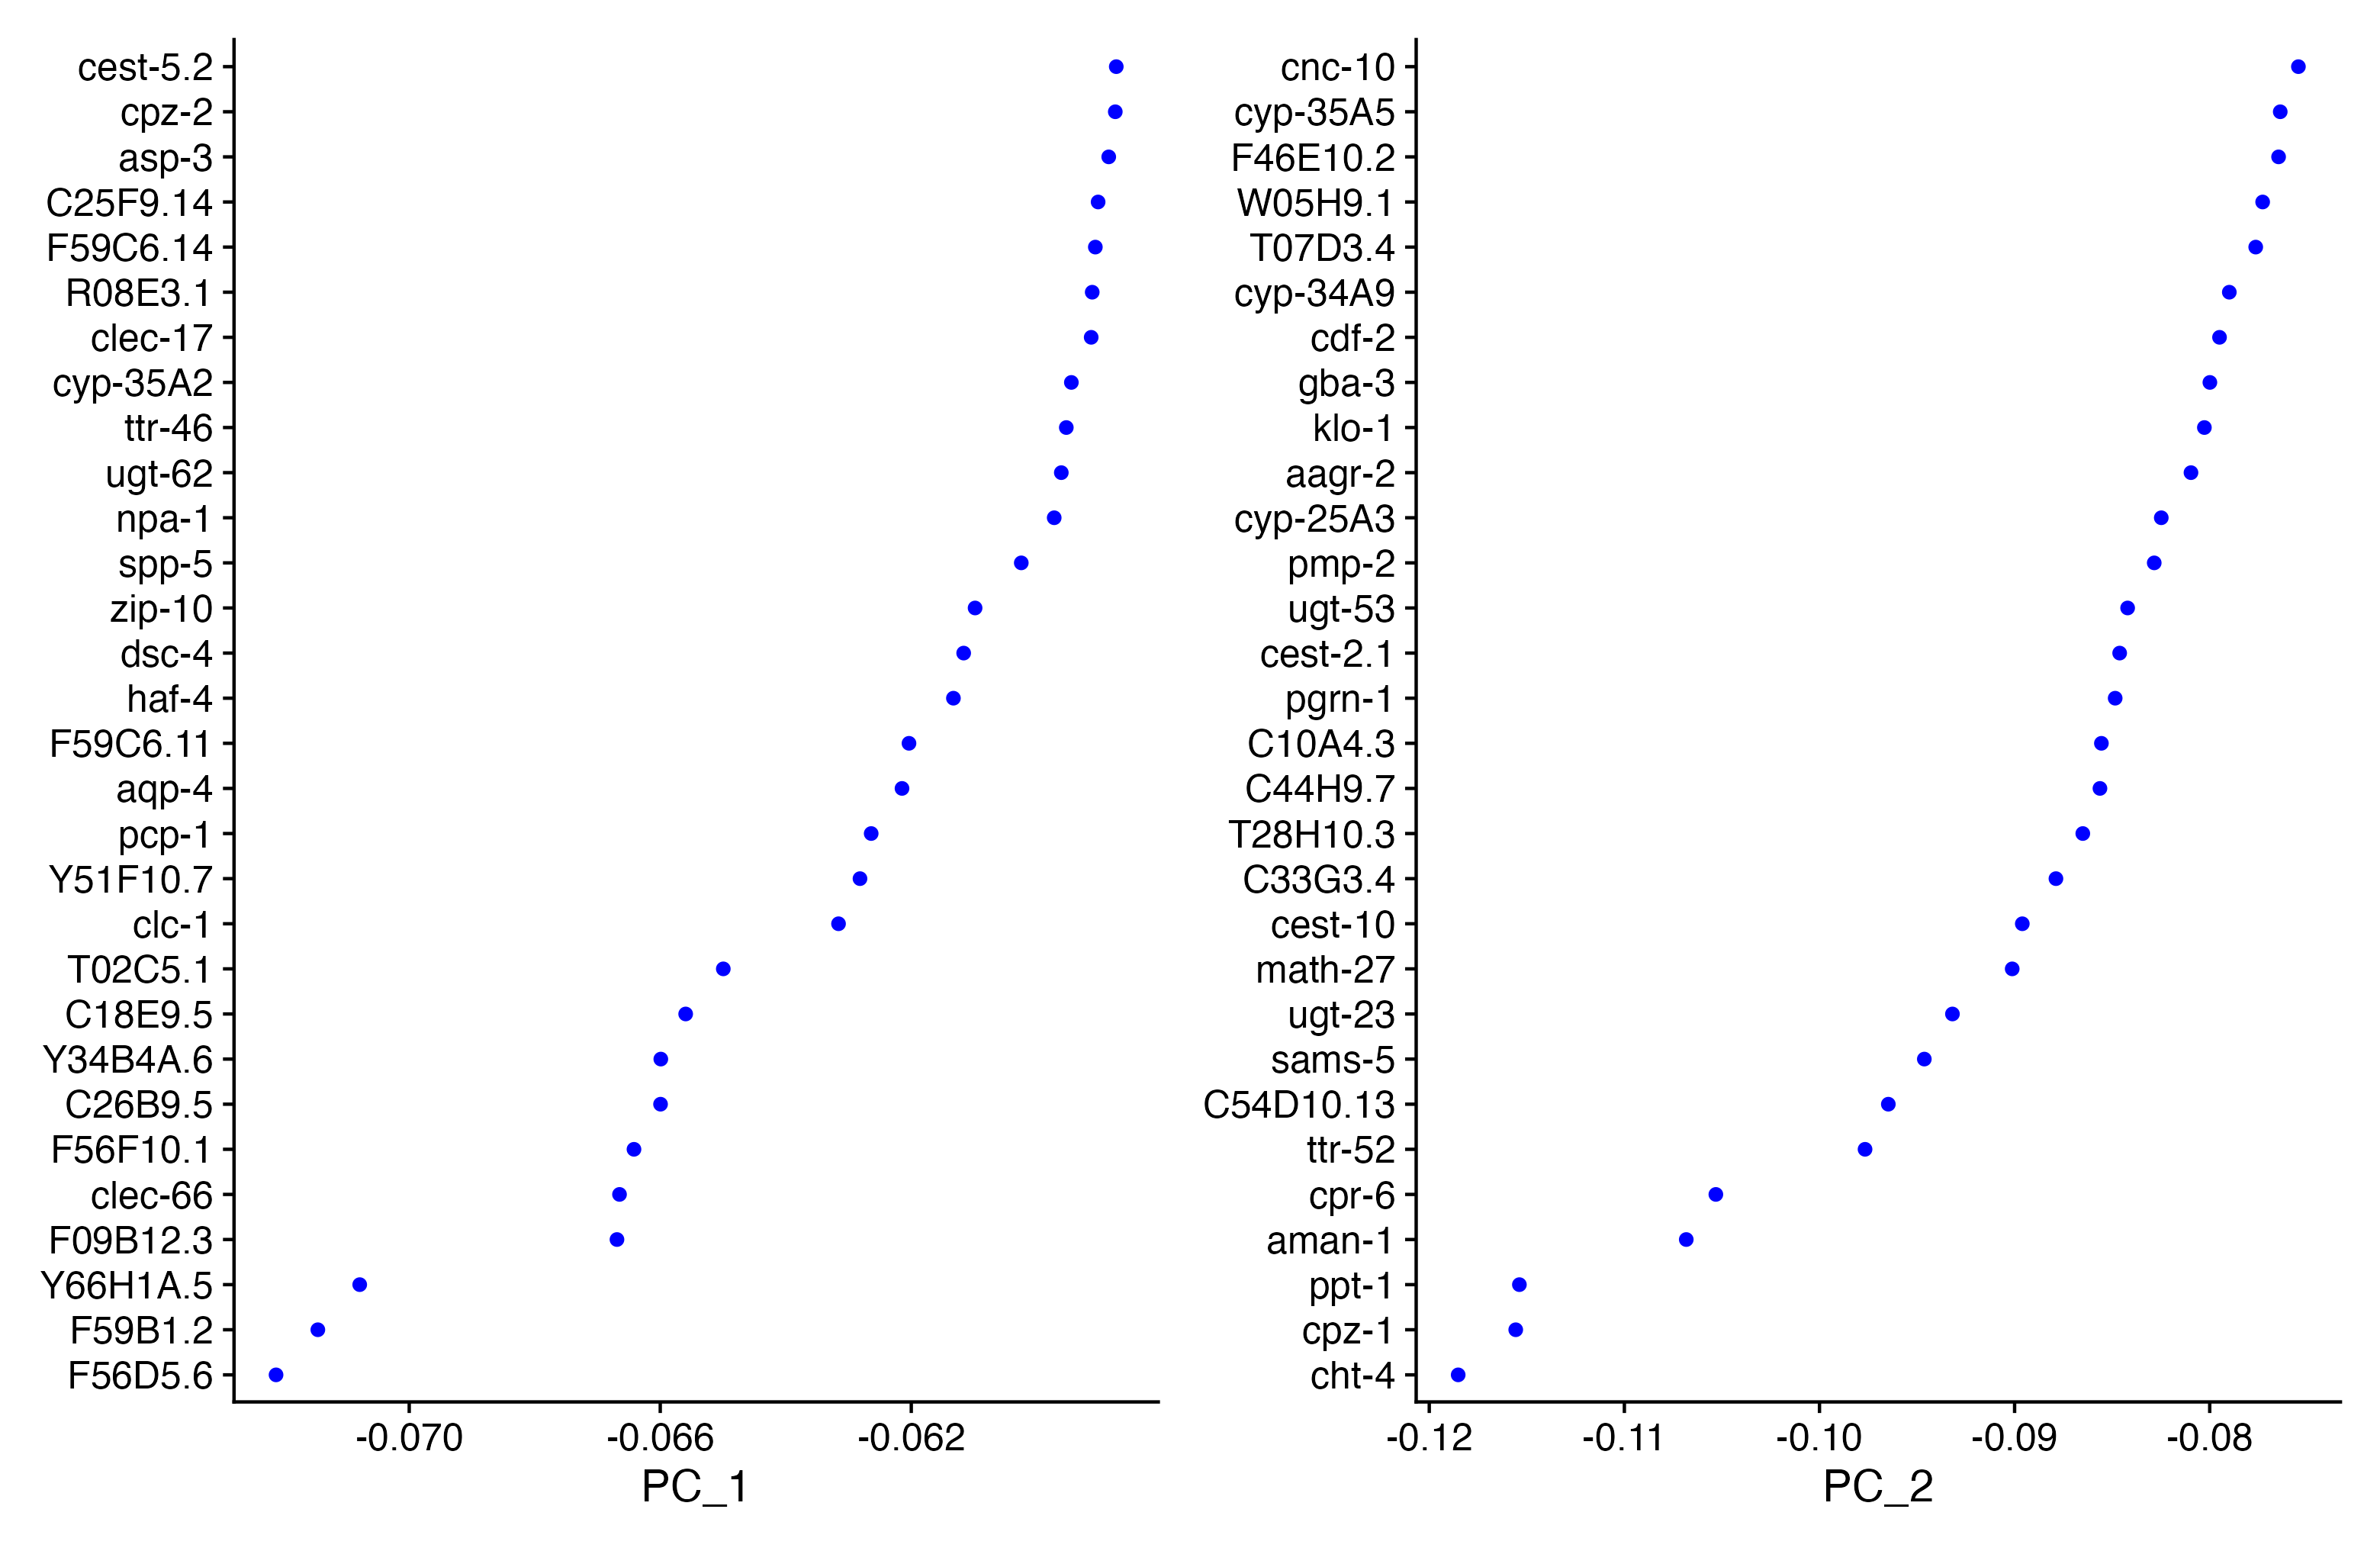 cest-5.2
cpz-2
asp-3
C25F9.14
F59C6.14
R08E3.1
clec-17
cyp-35A2
ttr-46
ugt-62
npa-1
spp-5
zip-10
dsc-4
haf-4
F59C6.11
aqp-4
pcp-1
Y51F10.7
clc-1
T02C5.1
C18E9.5
Y34B4A.6
C26B9.5
F56F10.1
clec-66
F09B12.3
Y66H1A.5
F59B1.2
F56D5.6
-0.070 -0.066 -0.062
PC_1
cnc-10
cyp-35A5
F46E10.2
W05H9.1
T07D3.4
cyp-34A9
cdf-2
gba-3
klo-1
aagr-2
cyp-25A3
pmp-2
ugt-53
cest-2.1
pgrn-1
C10A4.3
C44H9.7
T28H10.3
C33G3.4
cest-10
math-27
ugt-23
sams-5
C54D10.13
ttr-52
cpr-6
aman-1
ppt-1
cpz-1
cht-4
-0.12 -0.11 -0.10 -0.09 -0.08
PC_2